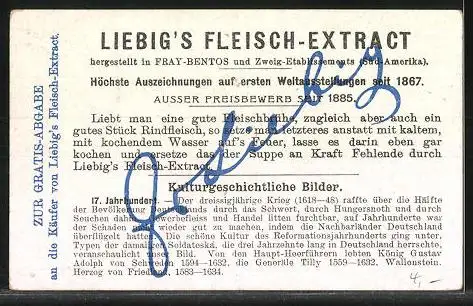 LIEBIG'S FLEISCH-EXTRACT
hergestellt in FRAY-BENTOS und Zweig-Etablissements (Süd-Amerika).
Höchste Auszeichnungen auf ersten Weltausstellungen seit 1867.
AUSSER PREISBEWERB SEIT 1885.
Liebt man eine gute Fleischbrühe, zugleich aber auch ein
gutes Stück Rindfleisch, so setze man letzteres anstatt mit kaltem,
mit kochendem Wasser auf's Feuer, lasse es darin eben gar
kochen und ersetze das der Suppe an Kraft Fehlende durch
Liebig's Fleisch-Extract.
Kulturgeschichtliche Bilder.
17. Jahrhundert. — Der dreissigjährige Krieg (1618—48) raffte über die Hälfte
der Bevölkerung Deutschlands durch das Schwert, durch Hungersnoth und durch
Seuchen dahin. Gewerbefleiss und Handel litten furchtbar, auf Jahrhunderte war
der Schaden nicht wieder gut zu machen, indem die Nachbarländer Deutschland
überflügelt hatten. Die schöne Kultur des Reformationsjahrhunderts ging unter,
Typen der damaligen Soldateska, die drei Jahrzehnte lang in Deutschland herrschte,
veranschaulicht das Bild. Von den Haupt-Heerführern lebten König Gustav
Adolph von Schweden 1594—1632, die Generäle Tilly 1559—1632, Wallenstein,
Herzog von Friedland, 1583—1634.
ZUR GRATIS-ABGABE
an die Käufer von Liebig's Fleisch-Extract.
J v Liebig
4,-